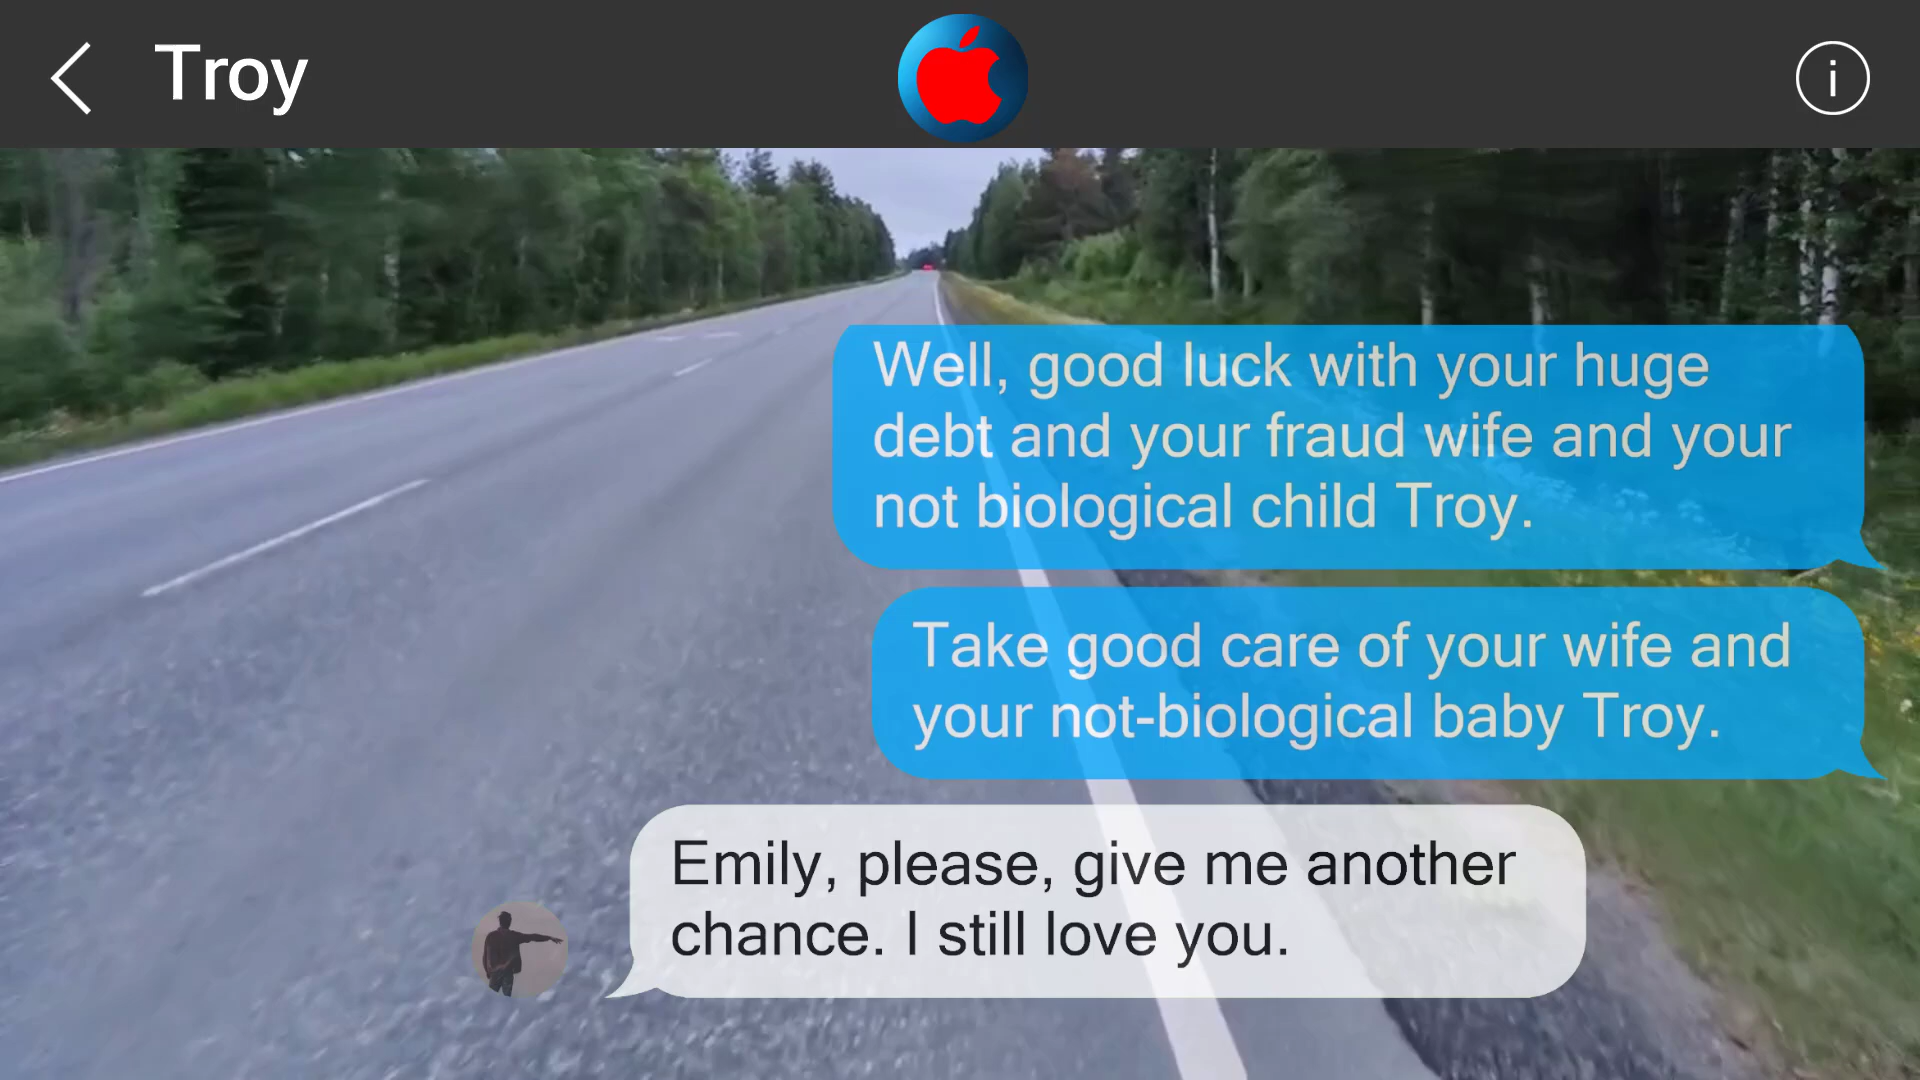 Troy
i
Well, good luck with your huge
debt and your fraud wife and your
not biological child Troy.
Take good care of your wife and
your not-biological baby Troy.
Emily, please, give me another
chance. I still love you.